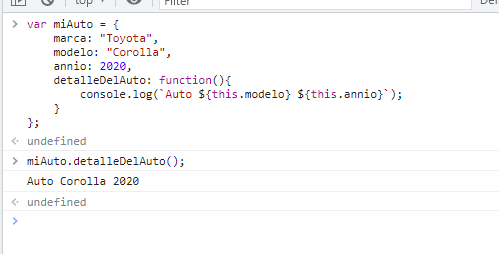 top
Filter
var miAuto = {
    marca: "Toyota",
    modelo: "Corolla",
    annio: 2020,
    detalleDelAuto: function(){
        console.log(`Auto ${this.modelo} ${this.annio}`);
    }
};
undefined
miAuto.detalleDelAuto();
Auto Corolla 2020
undefined